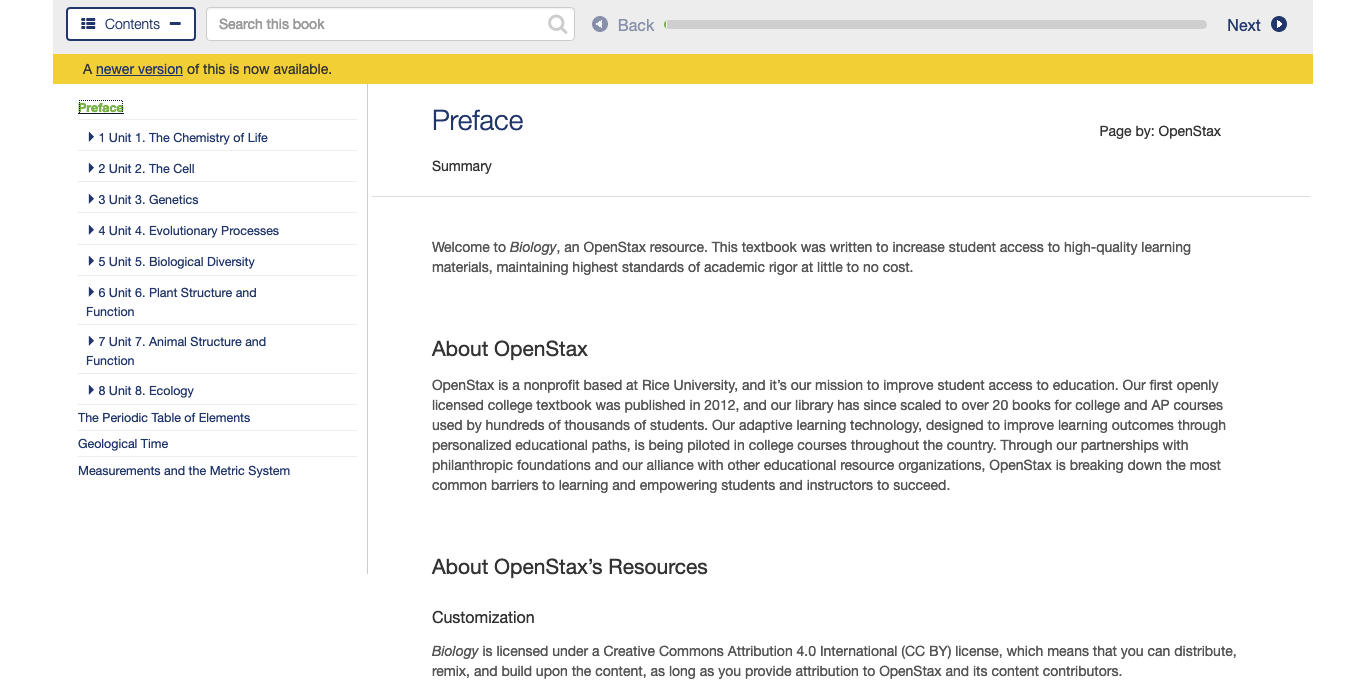 Contents
Search this book
Back
Next
A newer version of this is now available.
Preface
1 Unit 1. The Chemistry of Life
2 Unit 2. The Cell
3 Unit 3. Genetics
4 Unit 4. Evolutionary Processes
5 Unit 5. Biological Diversity
6 Unit 6. Plant Structure and
Function
7 Unit 7. Animal Structure and
Function
8 Unit 8. Ecology
The Periodic Table of Elements
Geological Time
Measurements and the Metric System
Preface
Page by: OpenStax
Summary
Welcome to Biology, an OpenStax resource. This textbook was written to increase student access to high-quality learning
materials, maintaining highest standards of academic rigor at little to no cost.
About OpenStax
OpenStax is a nonprofit based at Rice University, and it’s our mission to improve student access to education. Our first openly
licensed college textbook was published in 2012, and our library has since scaled to over 20 books for college and AP courses
used by hundreds of thousands of students. Our adaptive learning technology, designed to improve learning outcomes through
personalized educational paths, is being piloted in college courses throughout the country. Through our partnerships with
philanthropic foundations and our alliance with other educational resource organizations, OpenStax is breaking down the most
common barriers to learning and empowering students and instructors to succeed.
About OpenStax’s Resources
Customization
Biology is licensed under a Creative Commons Attribution 4.0 International (CC BY) license, which means that you can distribute,
remix, and build upon the content, as long as you provide attribution to OpenStax and its content contributors.